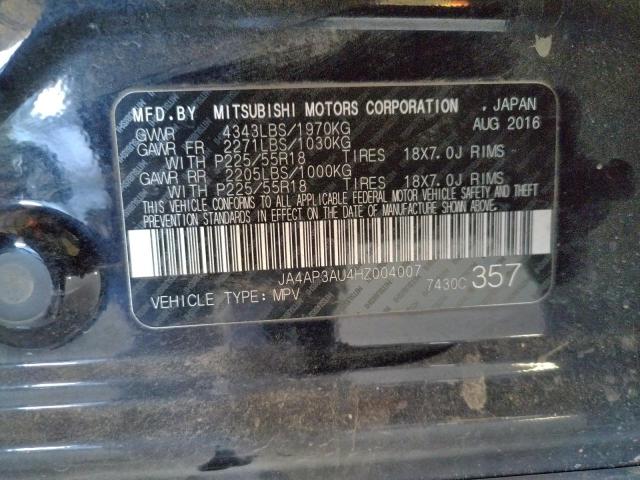 MFD.BY MITSUBISHI MOTORS CORPORATION , JAPAN
GVWR 4343LBS/1970KG AUG 2016
GAWR FR 2271LBS/1030KG
WITH P225/55R18 TIRES 18X7.0J RIMS
GAWR RR 2205LBS/1000KG
WITH P225/55R18 TIRES 18X7.0J RIMS
THIS VEHICLE CONFORMS TO ALL APPLICABLE FEDERAL MOTOR VEHICLE SAFETY AND THEFT
PREVENTION STANDARDS IN EFFECT ON THE DATE OF MANUFACTURE SHOWN ABOVE.
JA4AP3AU4HZ004007 7430C 357
VEHICLE TYPE: MPV